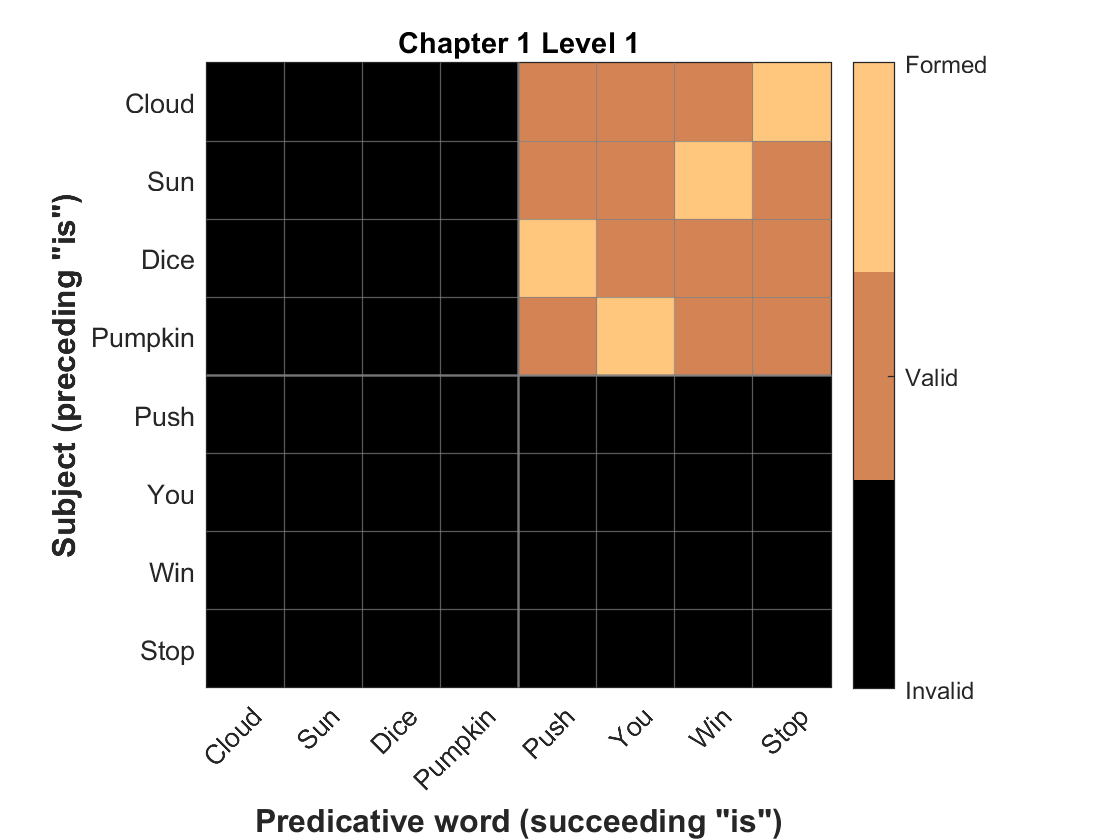 Chapter 1 Level 1
Formed
Valid
Invalid
Subject (preceding "is")
Cloud
Sun
Dice
Pumpkin
Push
You
Win
Stop
Cloud
Sun
Dice
Pumpkin
Push
You
Win
Stop
Predicative word (succeeding "is")